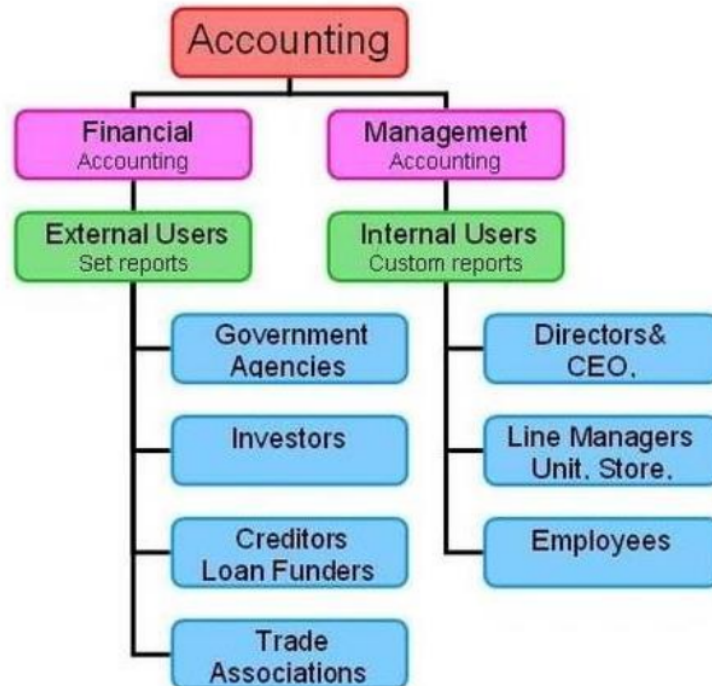 Accounting
Financial
Accounting
Management
Accounting
External Users
Set reports
Internal Users
Custom reports
Government
Agencies
Directors&
CEO.
Investors
Line Managers
Unit. Store.
Creditors
Loan Funders
Employees
Trade
Associations